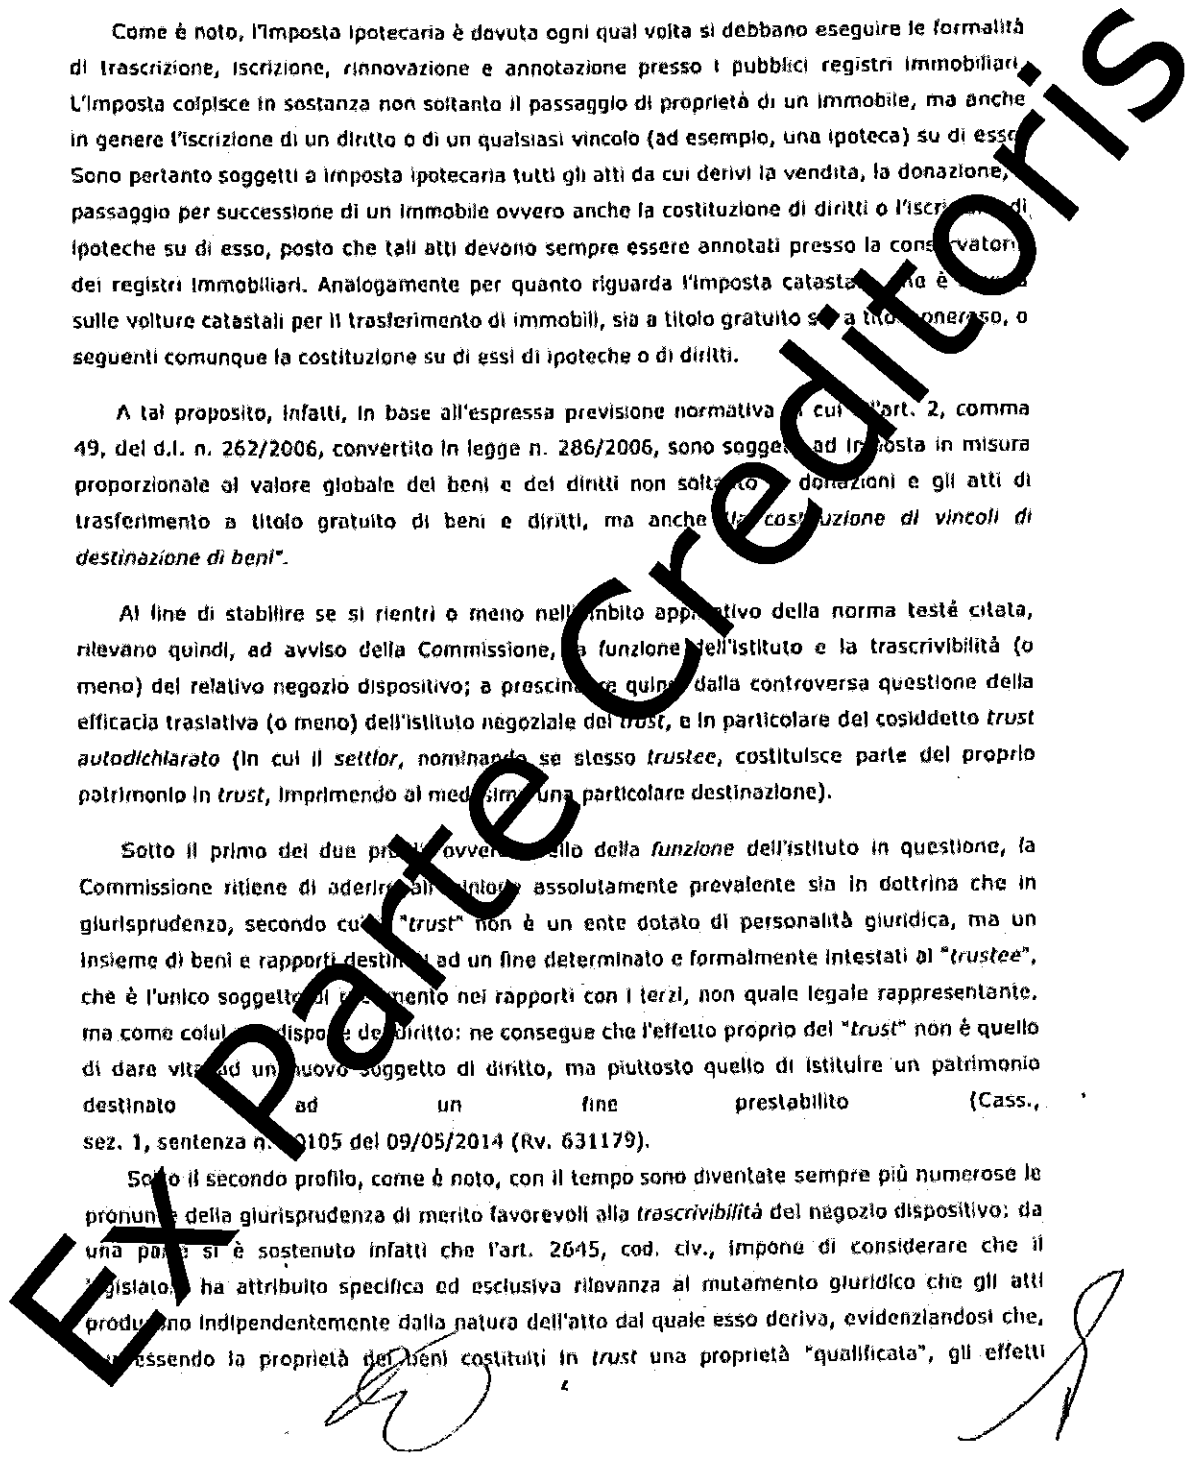 Come è noto, l'imposta ipotecaria è dovuta ogni qual volta si debbano eseguire le formalità
di trascrizione, iscrizione, rinnovazione e annotazione presso i pubblici registri immobiliari.
L'imposta colpisce in sostanza non soltanto il passaggio di proprietà di un immobile, ma anche
in genere l'iscrizione di un diritto o di un qualsiasi vincolo (ad esempio, una ipoteca) su di esso.
Sono pertanto soggetti a imposta ipotecaria tutti gli atti da cui derivi la vendita, la donazione,
passaggio per successione di un immobile ovvero anche la costituzione di diritti o di
ipoteche su di esso, posto che tali atti devono sempre essere annotati presso la
dei registri immobiliari. Analogamente per quanto riguarda l'imposta è
sulle volture catastali per il trasferimento di immobili, sia a titolo gratuito a oneroso, o
seguenti comunque la costituzione su di essi di ipoteche o di diritti.
A tal proposito, infatti, in base all'espressa previsione normativa cui art. 2, comma
49, del d.l. n. 262/2006, convertito in legge n. 286/2006, sono ad imposta in misura
proporzionale al valore globale dei beni e dei diritti non donazioni e gli atti di
trasferimento a titolo gratuito di beni e diritti, ma anche costituzione di vincoli di
destinazione di beni".
Al fine di stabilire se si rientri o meno nell'ambito applicativo della norma testé citata,
rilevano quindi, ad avviso della Commissione, la funzione dell'istituto e la trascrivibilità (o
meno) del relativo negozio dispositivo; a prescindere quindi dalla controversa questione della
efficacia traslativa (o meno) dell'istituto negoziale del trust, e in particolare del cosiddetto trust
autodichiarato (in cui il settlor, nominando se stesso trustee, costituisce parte del proprio
patrimonio in trust, imprimendo al medesimo una particolare destinazione).
Sotto il primo dei due ovvero della funzione dell'istituto in questione, la
Commissione ritiene di aderire assolutamente prevalente sia in dottrina che in
giurisprudenza, secondo cui "trust" non è un ente dotato di personalità giuridica, ma un
insieme di beni e rapporti destinati ad un fine determinato e formalmente intestati al "trustee",
che è l'unico soggetto di nei rapporti con i terzi, non quale legale rappresentante.
ma come colui dispone del diritto: ne consegue che l'effetto proprio del "trust" non è quello
di dare vita ad un nuovo soggetto di diritto, ma piuttosto quello di istituire un patrimonio
destinato ad un fine prestabilito (Cass.,
sez. 1, sentenza n. 0105 del 09/05/2014 (Rv. 631179).
Sotto il secondo profilo, come è noto, con il tempo sono diventate sempre più numerose le
pronunce della giurisprudenza di merito favorevoli alla trascrivibilità del negozio dispositivo: da
una parte si è sostenuto infatti che l'art. 2645, cod. civ., impone di considerare che il
ha attribuito specifica ed esclusiva rilevanza al mutamento giuridico che gli atti
producono indipendentemente dalla natura dell'atto dal quale esso deriva, evidenziandosi che,
essendo la proprietà dei beni costituiti in trust una proprietà "qualificata", gli effetti
4
Ex Parte Creditoris